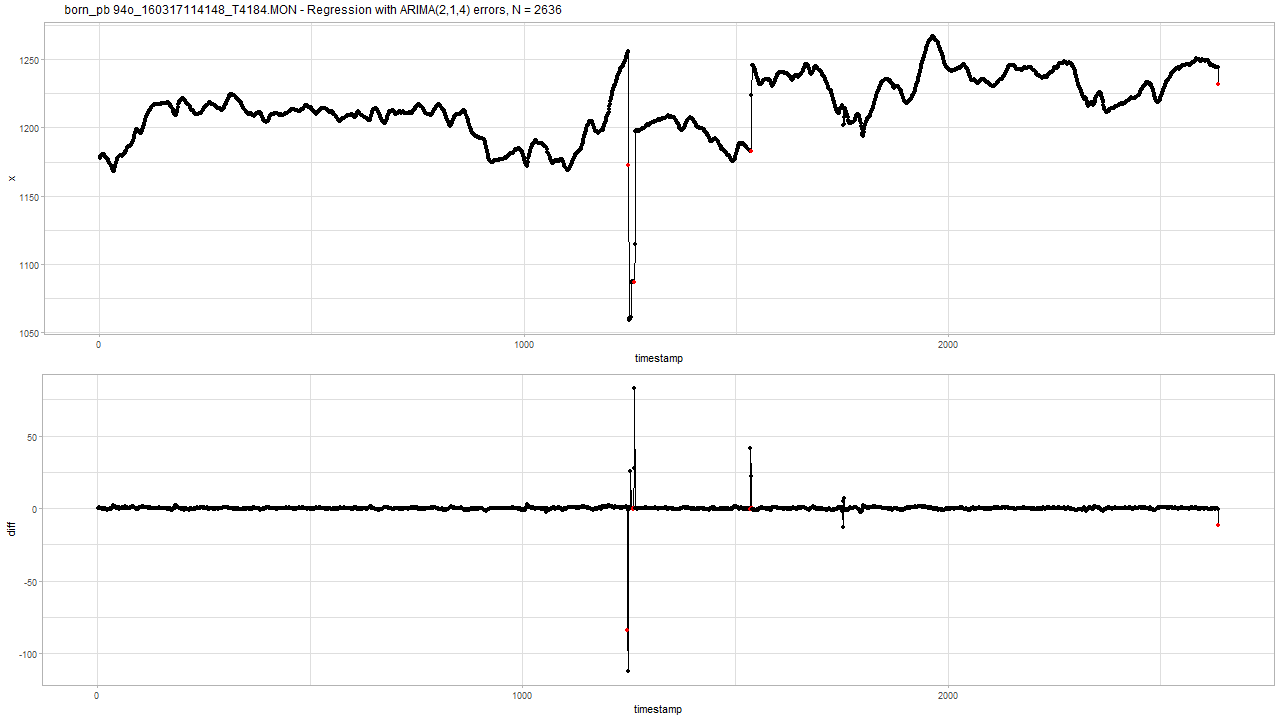 born_pb 94o_160317114148_T4184.MON - Regression with ARIMA(2,1,4) errors, N = 2636
1250
1200
1150
1100
1050
x
0 1000 2000
timestamp
50
0
-50
-100
diff
0 1000 2000
timestamp